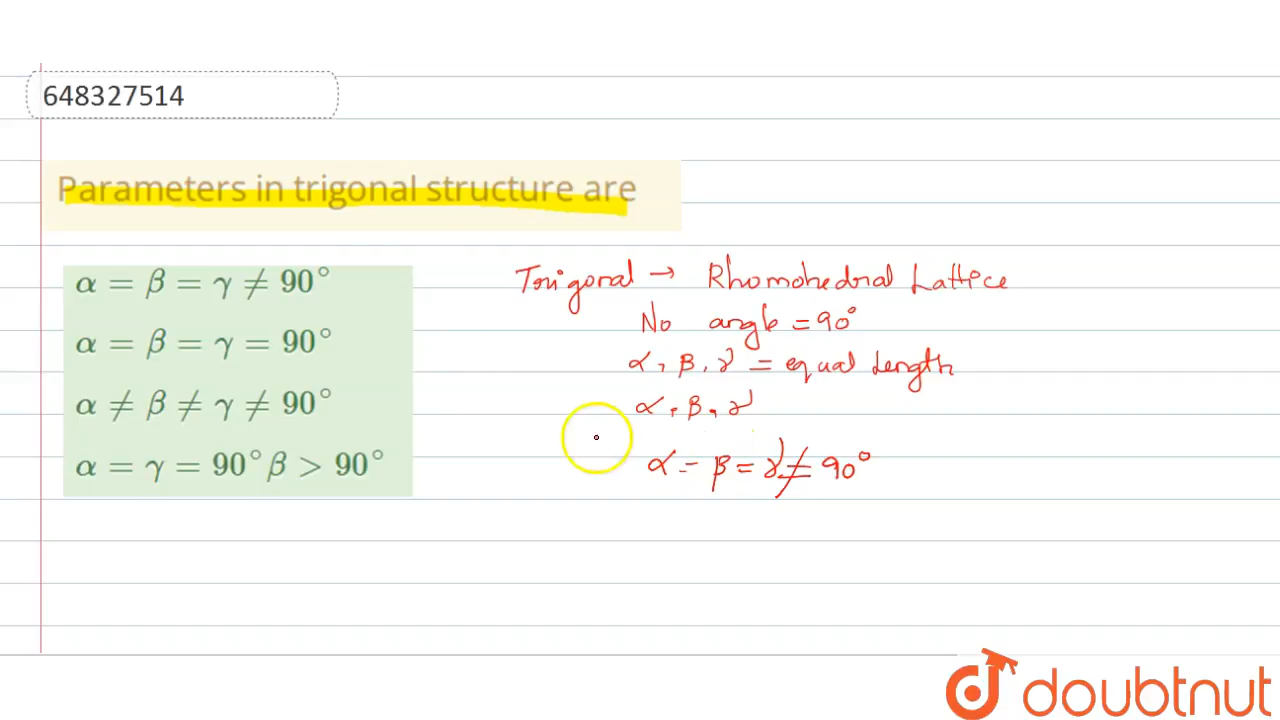 648327514
Parameters in trigonal structure are
α = β = γ ≠ 90°
α = β = γ = 90°
α ≠ β ≠ γ ≠ 90°
α = γ = 90° β > 90°
Trigonal → Rhomohedral Lattice
No angle = 90°
α, β, γ = equal Length
α, β, γ
α = β = γ ≠ 90°
doubtnut